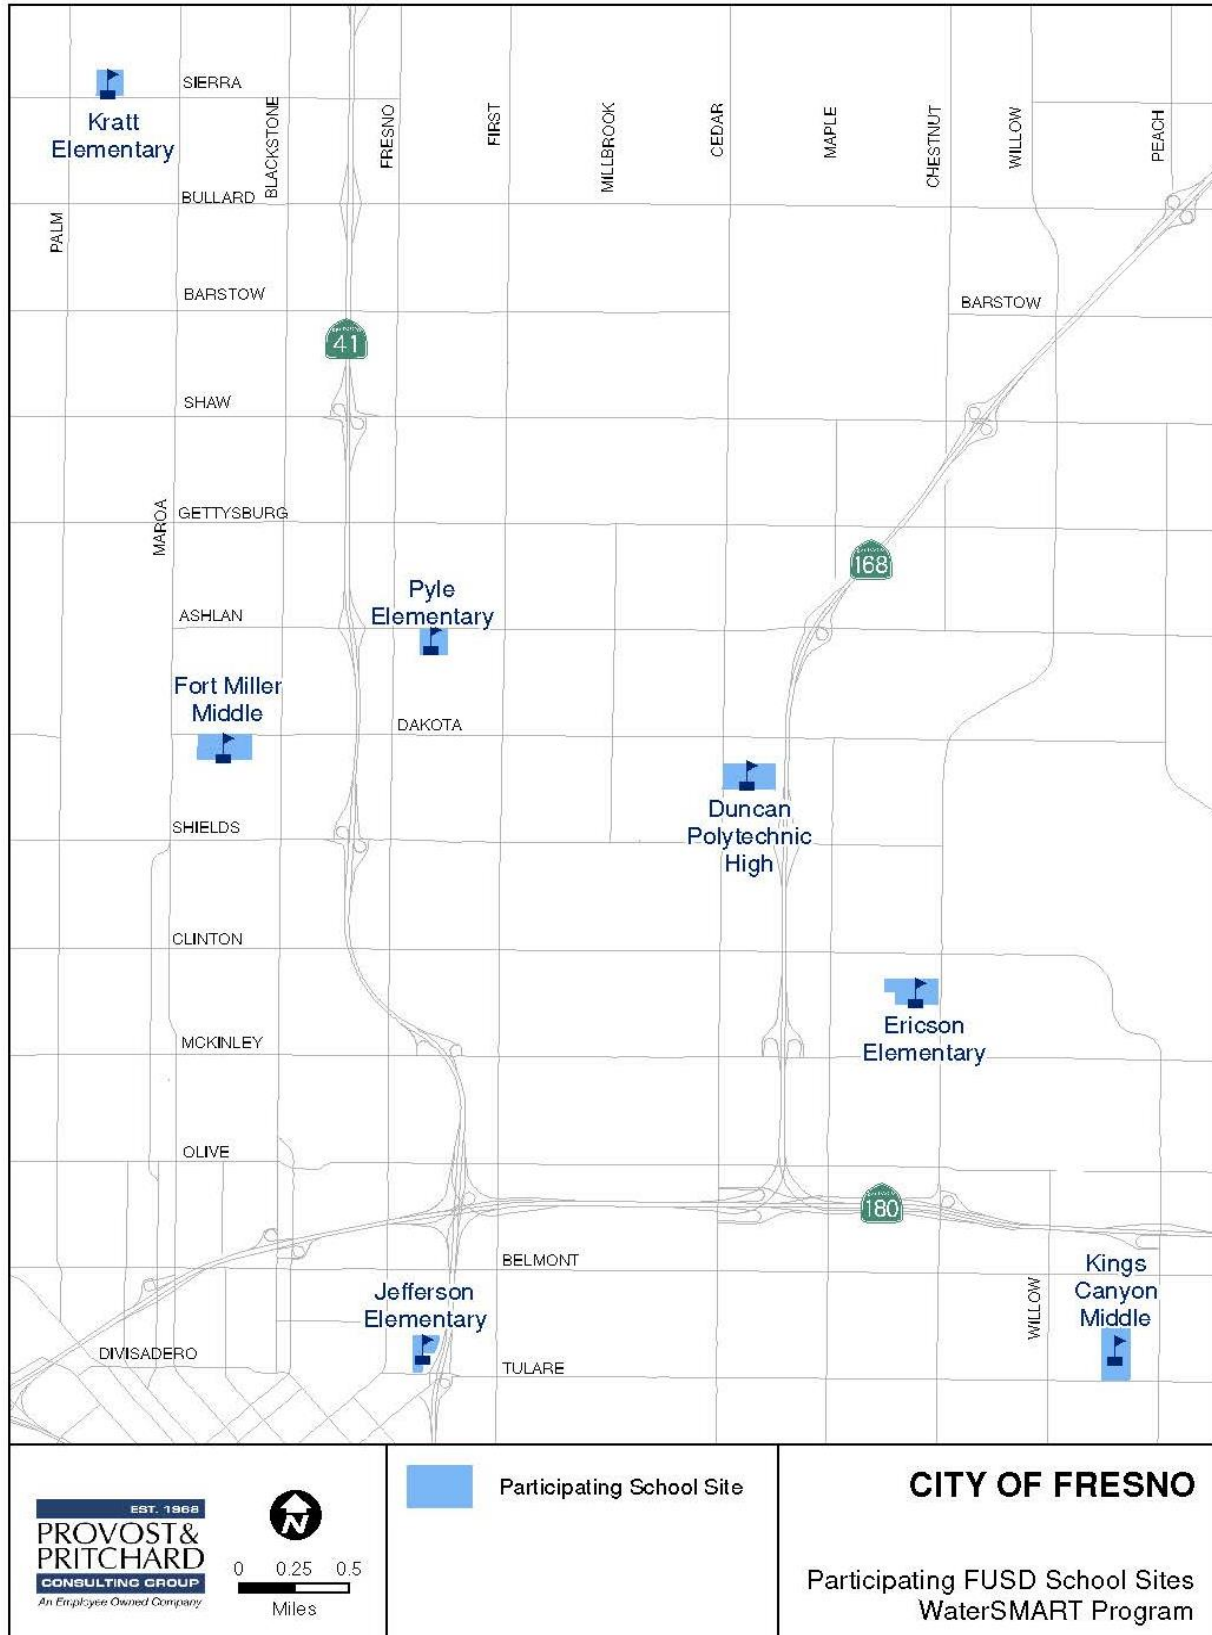 SIERRA
Kratt
Elementary
BLACKSTONE
FRESNO
FIRST
MILLBROOK
CEDAR
MAPLE
CHESTNUT
WILLOW
PEACH
BULLARD
PALM
BARSTOW
BARSTOW
41
SHAW
MAROA
GETTYSBURG
168
Pyle
Elementary
ASHLAN
Fort Miller
Middle
DAKOTA
Duncan
Polytechnic
High
SHIELDS
CLINTON
Ericson
Elementary
MCKINLEY
OLIVE
180
BELMONT
Kings
Canyon
Middle
WILLOW
Jefferson
Elementary
DIVISADERO
TULARE
EST. 1968
PROVOST&
PRITCHARD
CONSULTING GROUP
An Employee Owned Company
N
0 0.25 0.5
Miles
Participating School Site
CITY OF FRESNO
Participating FUSD School Sites
WaterSMART Program